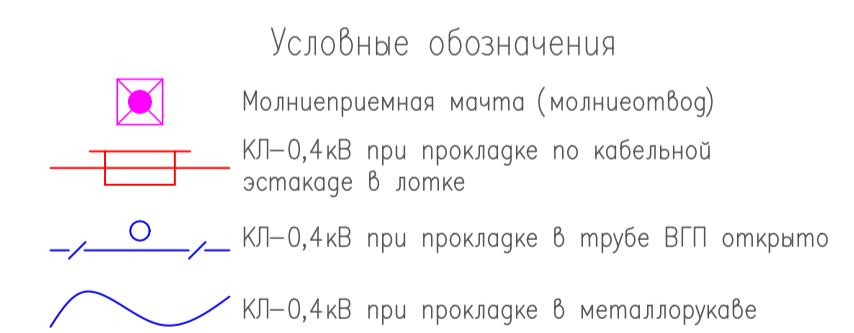 Условные обозначения
Молниеприемная мачта (молниеотвод)
КЛ-0,4кВ при прокладке по кабельной
эстакаде в лотке
КЛ-0,4кВ при прокладке в трубе ВГП открыто
КЛ-0,4кВ при прокладке в металлорукаве